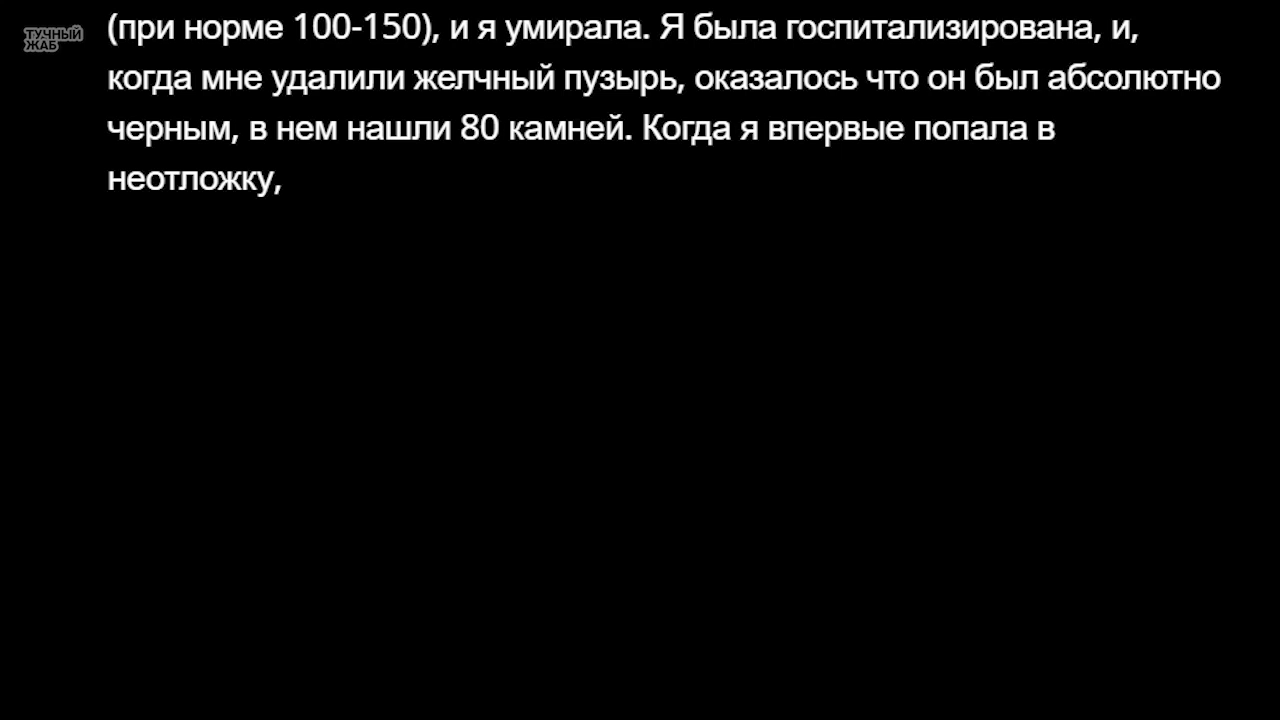 ТУЧНЫЙ
ЖАБ
(при норме 100-150), и я умирала. Я была госпитализирована, и,
когда мне удалили желчный пузырь, оказалось что он был абсолютно
черным, в нем нашли 80 камней. Когда я впервые попала в
неотложку,